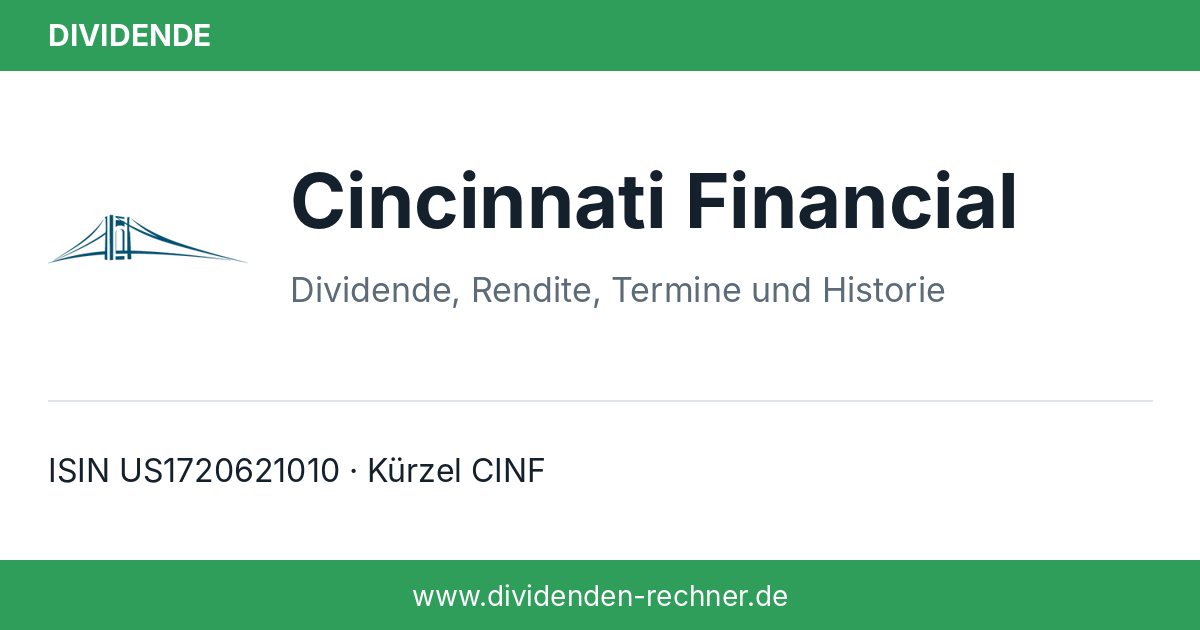 DIVIDENDE
Cincinnati Financial
Dividende, Rendite, Termine und Historie
ISIN US1720621010 · Kürzel CINF
www.dividenden-rechner.de